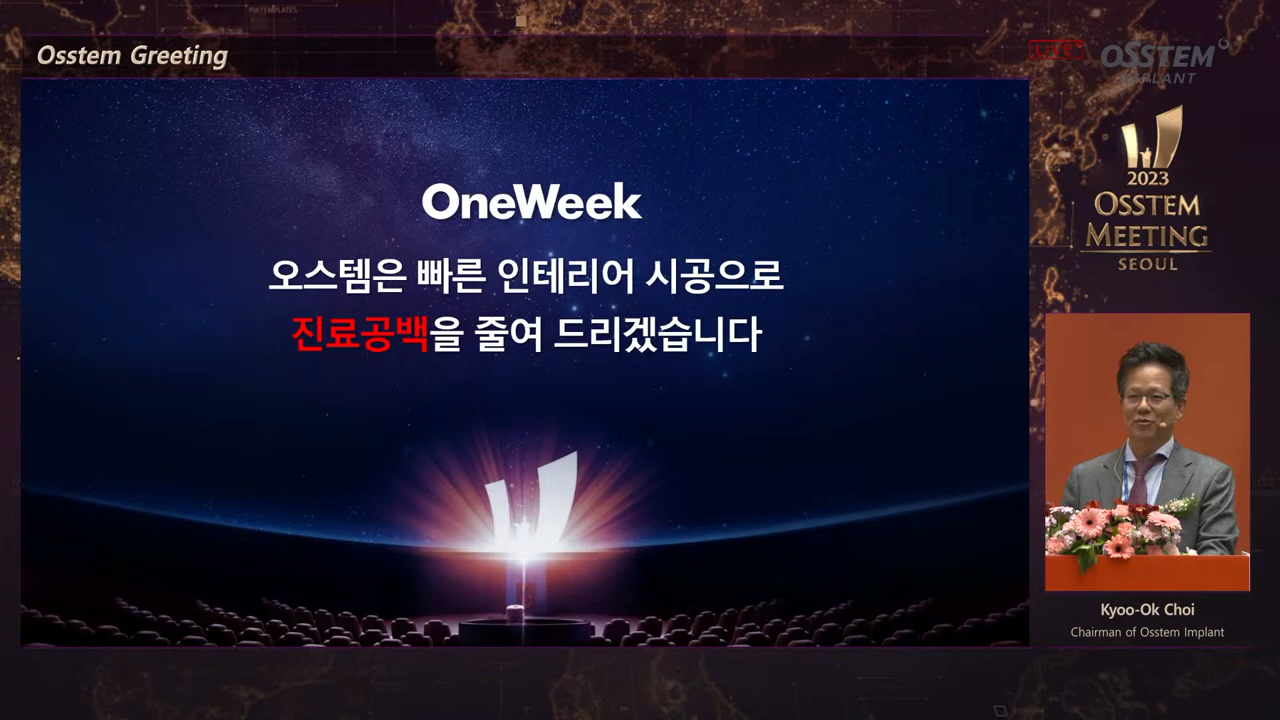 Osstem Greeting
LIVE
OSSTEM
IMPLANT
OneWeek
오스템은 빠른 인테리어 시공으로
진료공백을 줄여 드리겠습니다
2023
OSSTEM
MEETING
SEOUL
Kyoo-Ok Choi
Chairman of Osstem Implant